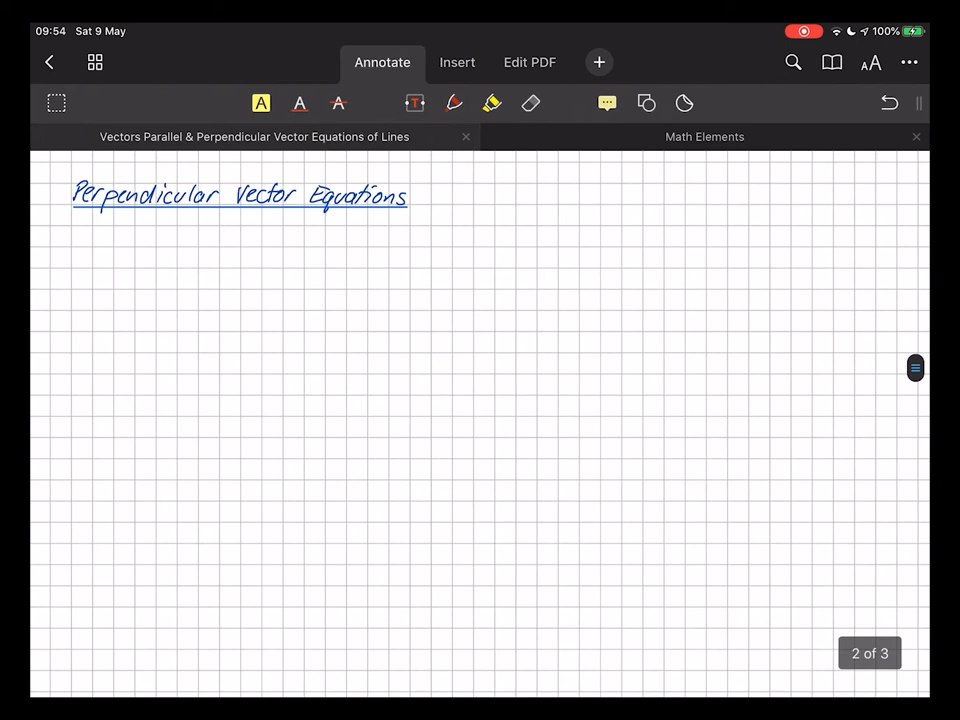 09:54 Sat 9 May 100%
Annotate Insert Edit PDF
A A A T AA
Vectors Parallel & Perpendicular Vector Equations of Lines Math Elements
Perpendicular Vector Equations
2 of 3